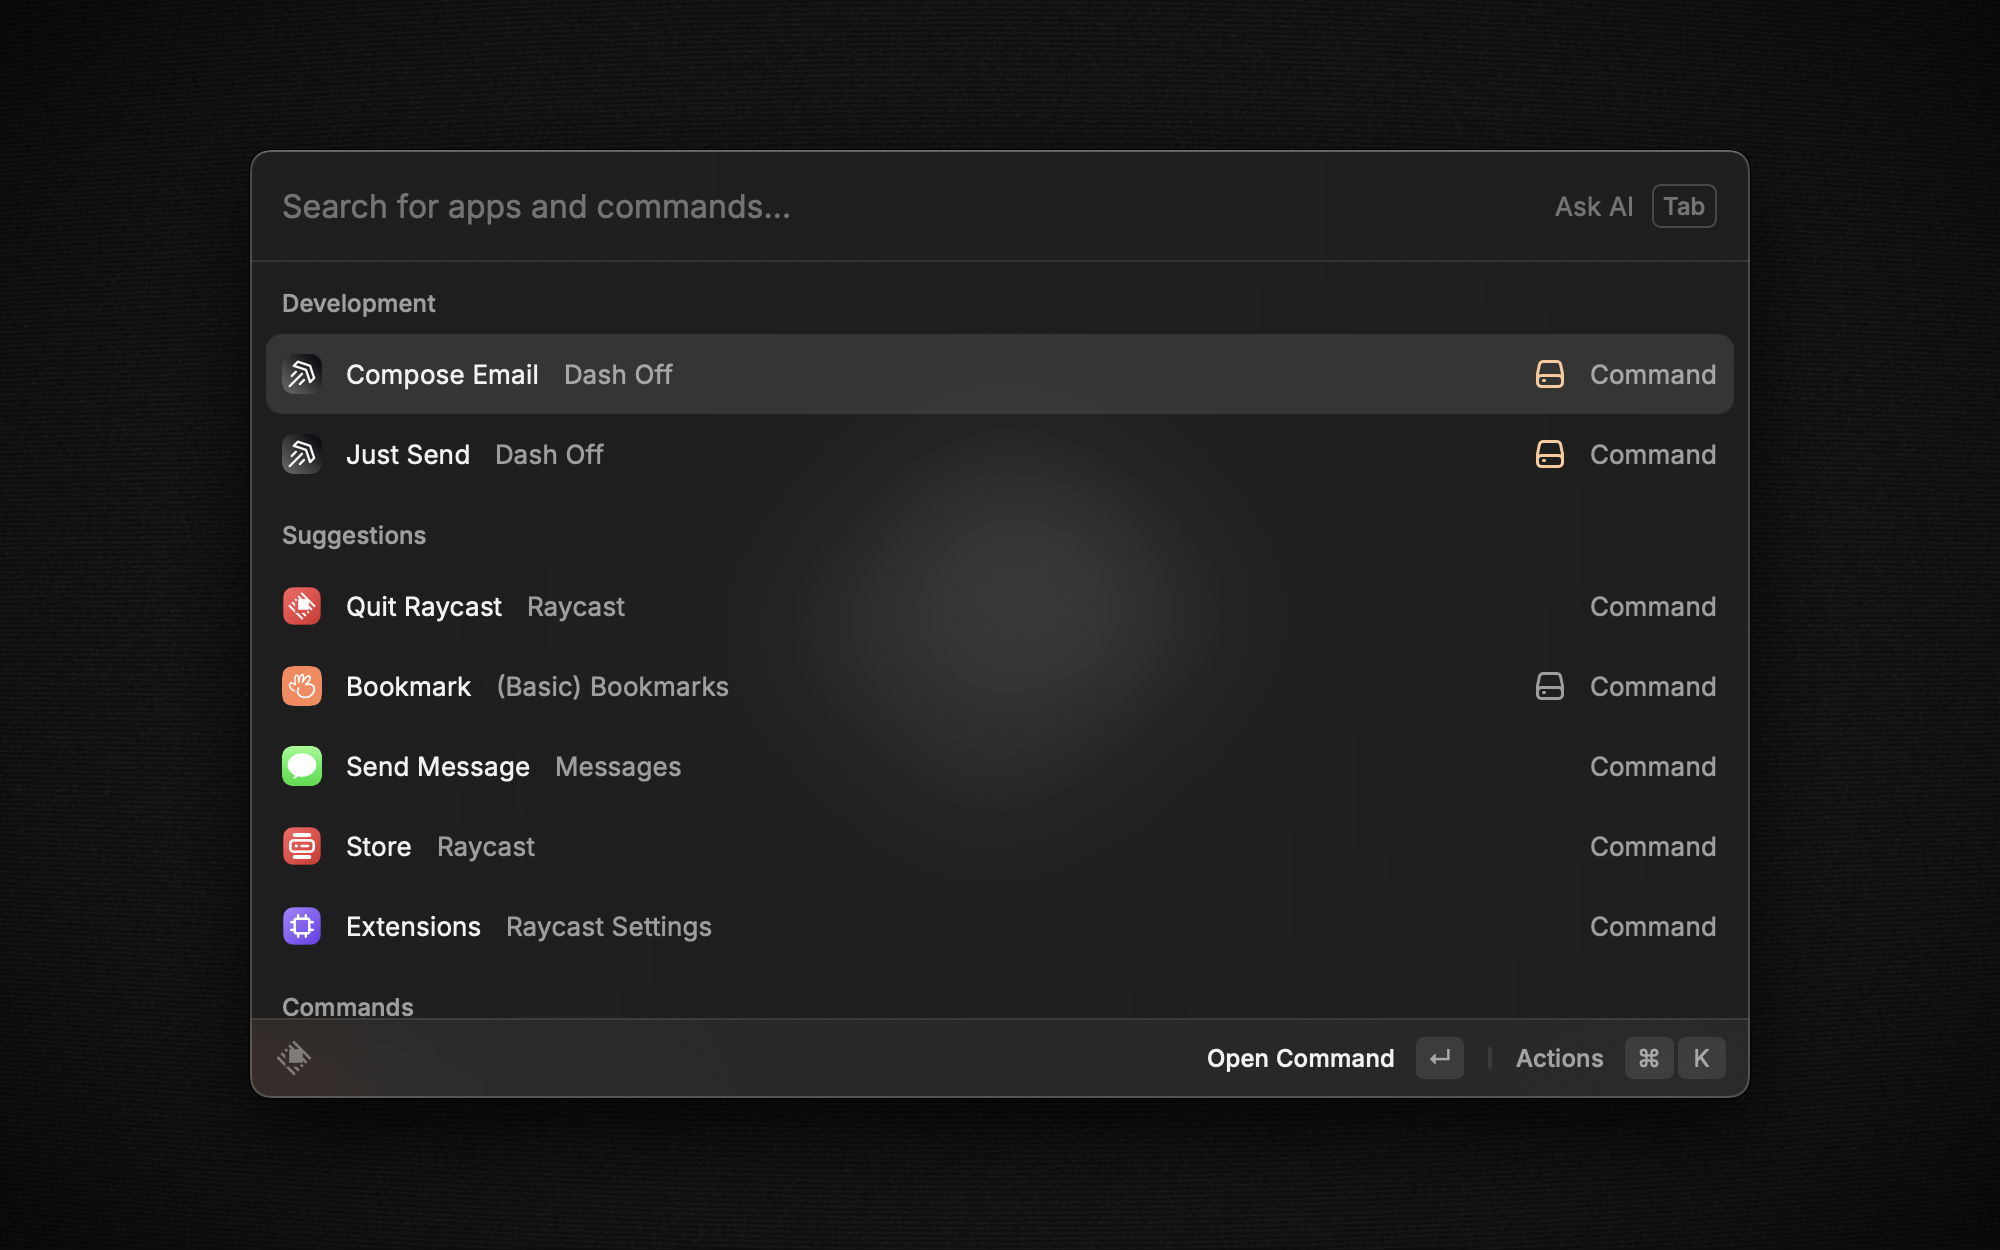 Search for apps and commands... Ask AI Tab
Development
Compose Email Dash Off Command
Just Send Dash Off Command
Suggestions
Quit Raycast Raycast Command
Bookmark (Basic) Bookmarks Command
Send Message Messages Command
Store Raycast Command
Extensions Raycast Settings Command
Commands
Open Command ↵ Actions ⌘ K